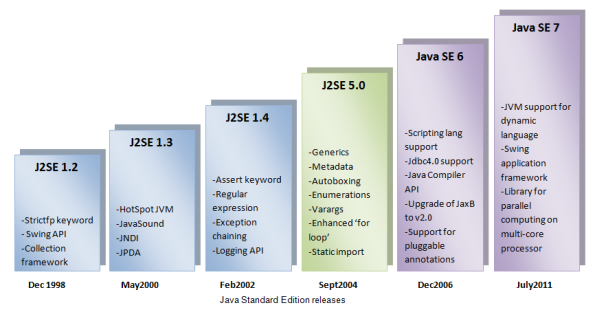 J2SE 1.2
-Strictfp keyword
- Swing API
-Collection
framework
Dec 1998
J2SE 1.3
-HotSpot JVM
-JavaSound
-JNDI
-JPDA
May2000
J2SE 1.4
-Assert keyword
-Regular
expression
-Exception
chaining
-Logging API
Feb2002
J2SE 5.0
-Generics
-Metadata
-Autoboxing
-Enumerations
-Varargs
-Enhanced ‘for
loop’
-Static import
Sept2004
Java SE 6
-Scripting lang
support
-Jdbc4.0 support
-Java Compiler
API
-Upgrade of JaxB
to v2.0
-Support for
pluggable
annotations
Dec2006
Java SE 7
-JVM support for
dynamic
language
-Swing
application
framework
-Library for
parallel
computing on
multi-core
processor
July2011
Java Standard Edition releases